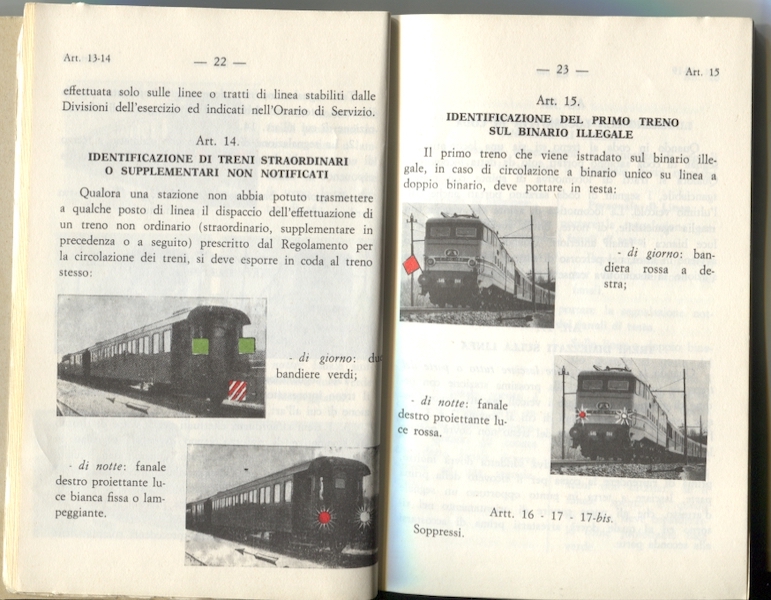 Art. 13-14
— 22 —
effettuata solo sulle linee o tratti di linea stabiliti dalle
Divisioni dell'esercizio ed indicati nell'Orario di Servizio.
Art. 14.
IDENTIFICAZIONE DI TRENI STRAORDINARI
O SUPPLEMENTARI NON NOTIFICATI
Qualora una stazione non abbia potuto trasmettere
a qualche posto di linea il dispaccio dell'effettuazione di
un treno non ordinario (straordinario, supplementare in
precedenza o a seguito) prescritto dal Regolamento per
la circolazione dei treni, si deve esporre in coda al treno
stesso:
- di giorno: due
bandiere verdi;
- di notte: fanale
destro proiettante lu-
ce bianca fissa o lam-
peggiante.
— 23 —
Art. 15
Art. 15.
IDENTIFICAZIONE DEL PRIMO TRENO
SUL BINARIO ILLEGALE
Il primo treno che viene istradato sul binario ille-
gale, in caso di circolazione a binario unico su linea a
doppio binario, deve portare in testa:
- di giorno: ban-
diera rossa a de-
stra;
- di notte: fanale
destro proiettante lu-
ce rossa.
Artt. 16 - 17 - 17-bis.
Soppressi.